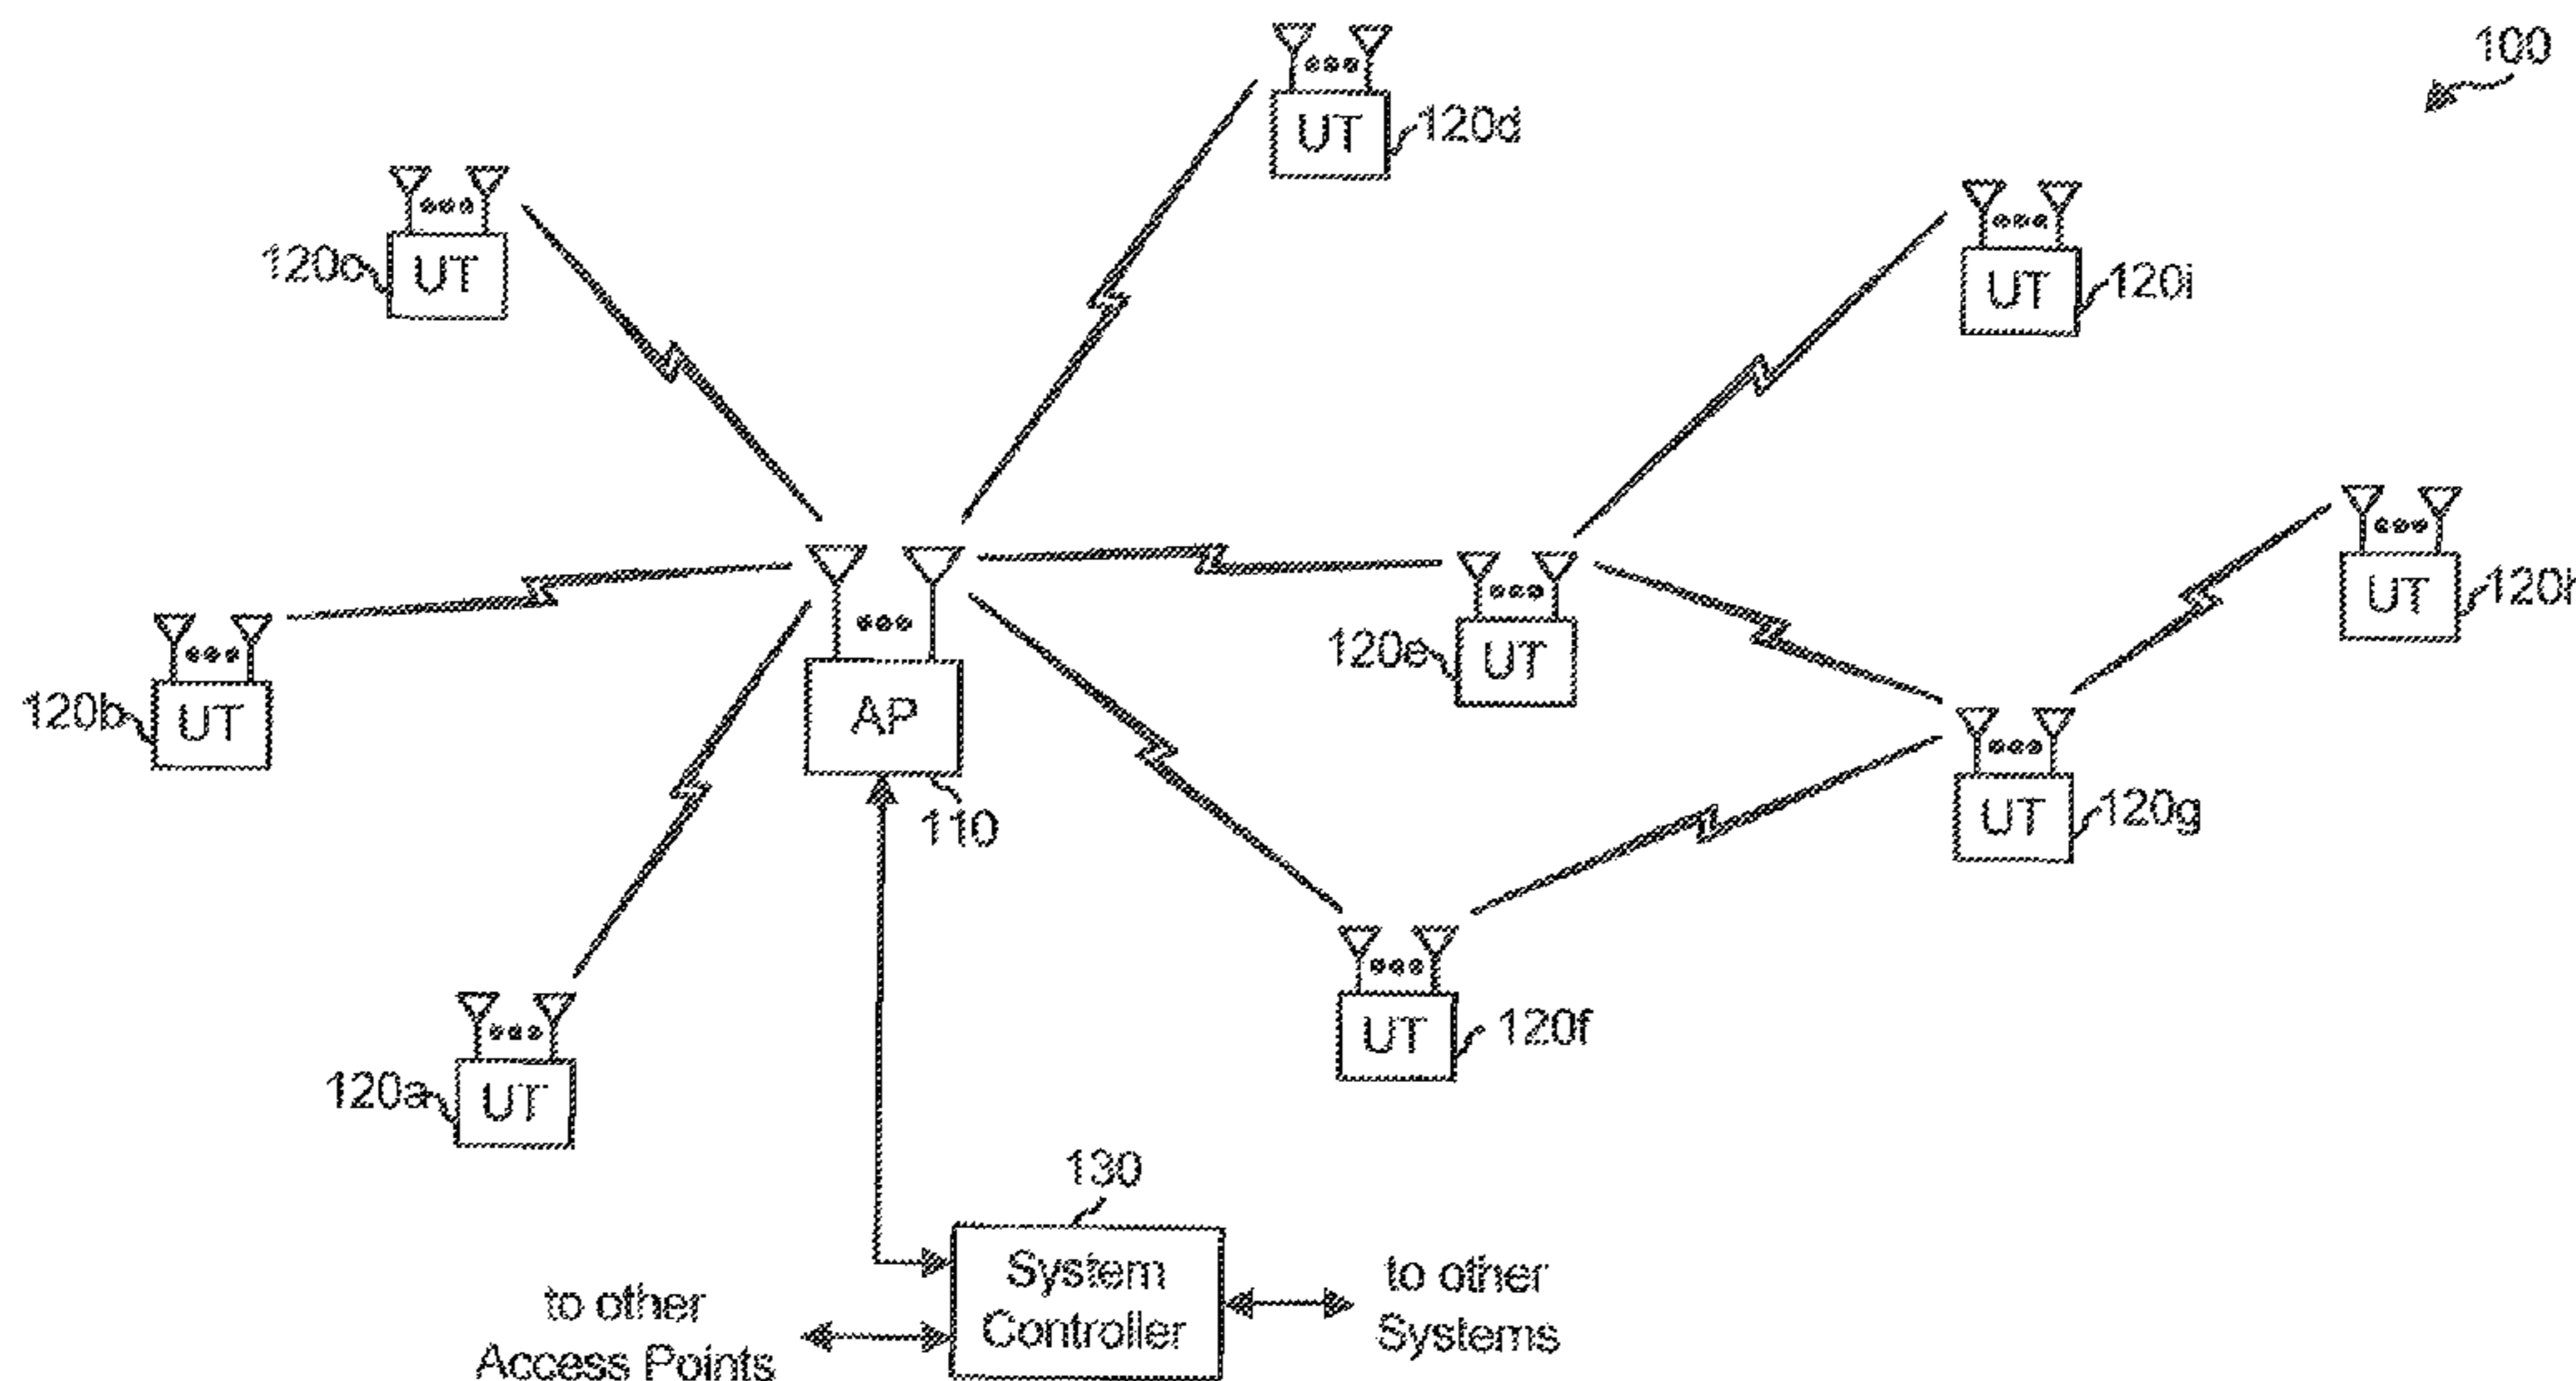 100
UT
120d
120c
UT
UT
120i
120b
UT
AP
110
120e
UT
UT
120h
UT
120g
120a
UT
UT
120f
130
System
Controller
to other
Access Points
to other
Systems